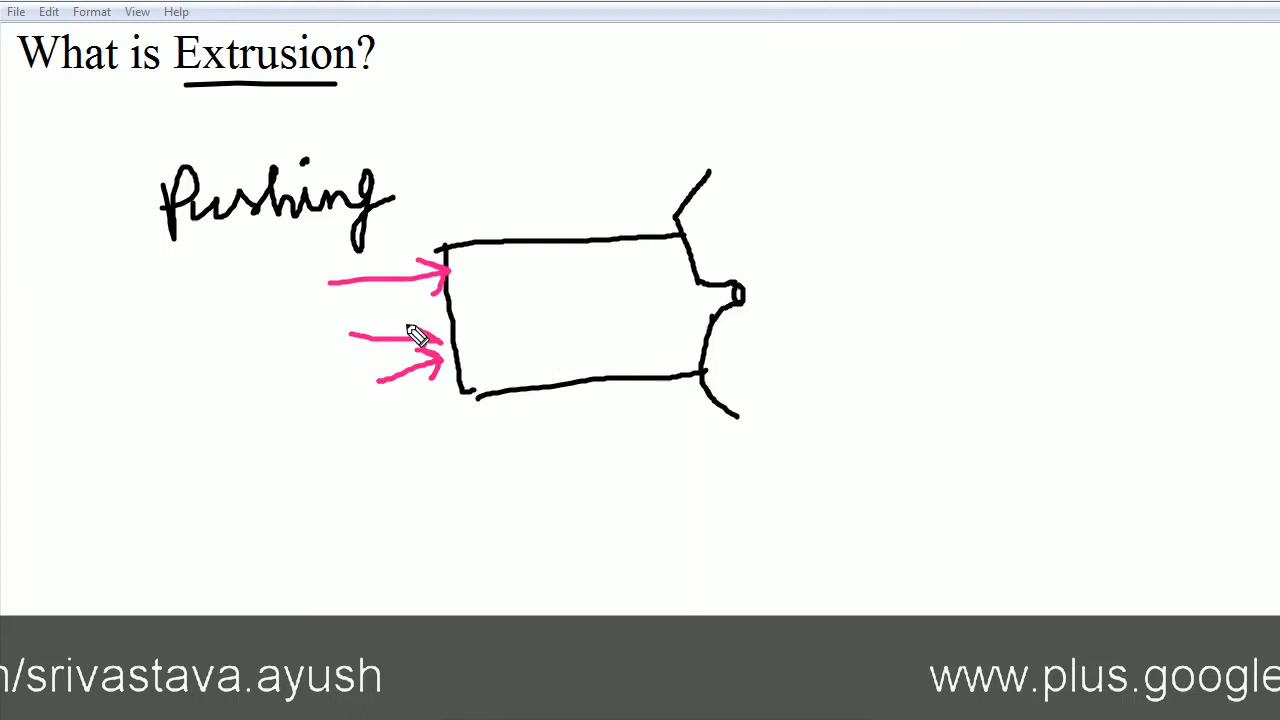 File Edit Format View Help
What is Extrusion?
Pushing
n/srivastava.ayush www.plus.google